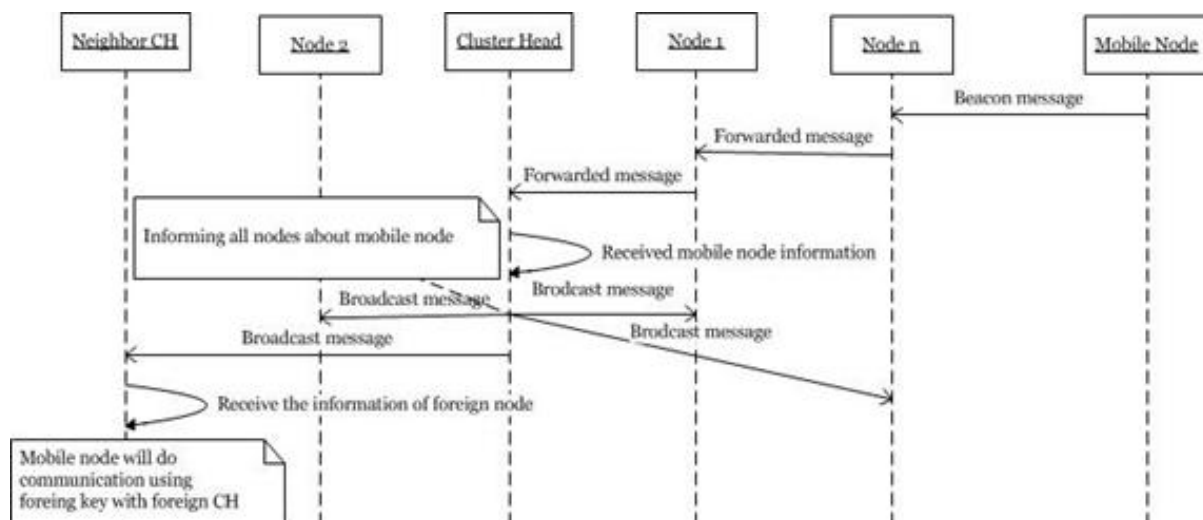 Neighbor CH
Node 2
Cluster Head
Node 1
Node n
Mobile Node
Beacon message
Forwarded message
Forwarded message
Informing all nodes about mobile node
Received mobile node information
Broadcast message
Brodcast message
Brodcast message
Broadcast message
Receive the information of foreign node
Mobile node will do
communication using
foreing key with foreign CH